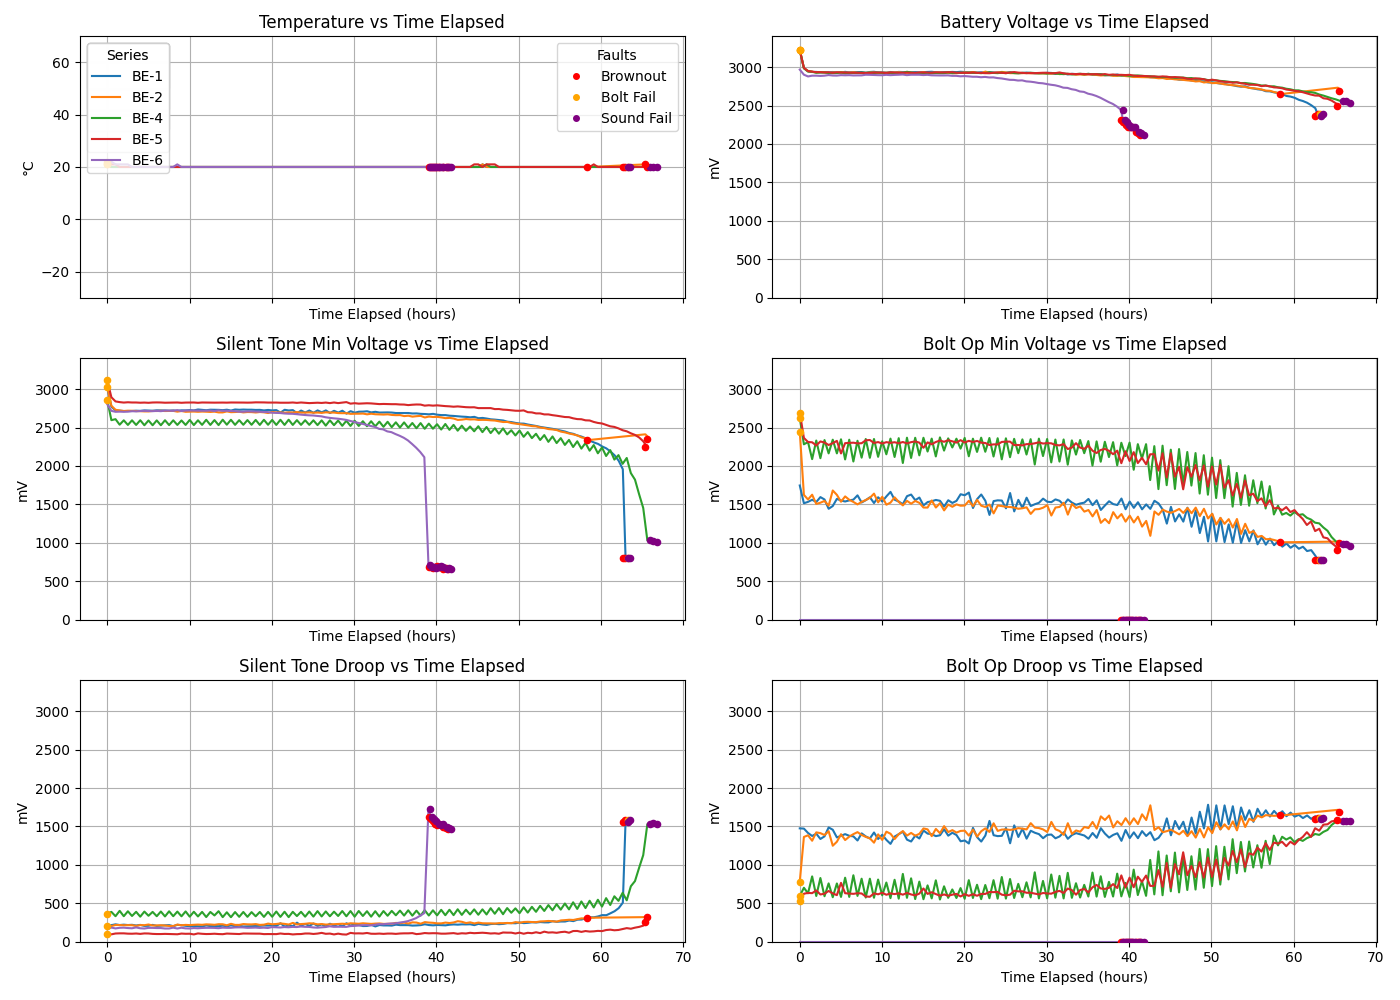 Temperature vs Time Elapsed
60
40
20
0
−20
°C
Time Elapsed (hours)
Series
BE-1
BE-2
BE-4
BE-5
BE-6
Faults
Brownout
Bolt Fail
Sound Fail
Battery Voltage vs Time Elapsed
3000
2500
2000
1500
1000
500
0
mV
Time Elapsed (hours)
Silent Tone Min Voltage vs Time Elapsed
3000
2500
2000
1500
1000
500
0
mV
Time Elapsed (hours)
Bolt Op Min Voltage vs Time Elapsed
3000
2500
2000
1500
1000
500
0
mV
Time Elapsed (hours)
Silent Tone Droop vs Time Elapsed
3000
2500
2000
1500
1000
500
0
mV
0 10 20 30 40 50 60 70
Time Elapsed (hours)
Bolt Op Droop vs Time Elapsed
3000
2500
2000
1500
1000
500
0
mV
0 10 20 30 40 50 60 70
Time Elapsed (hours)